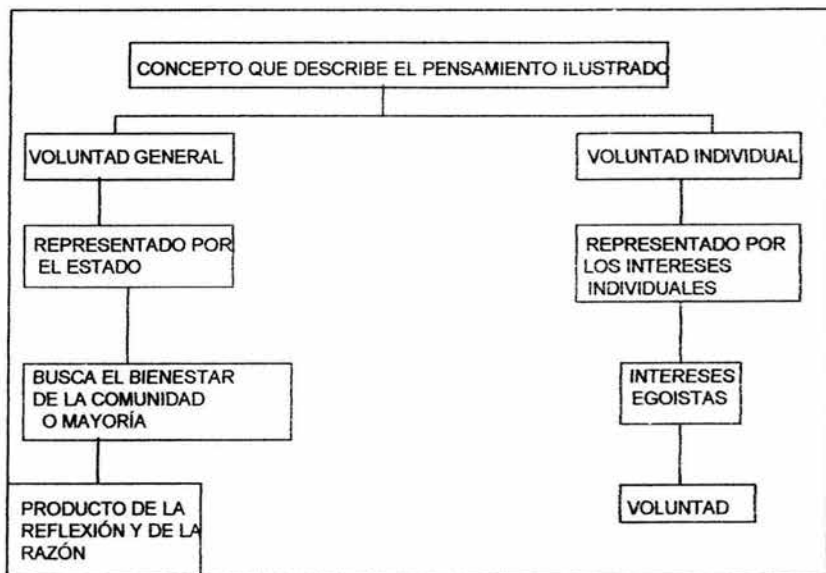 CONCEPTO QUE DESCRIBE EL PENSAMIENTO ILUSTRADO
VOLUNTAD GENERAL
REPRESENTADO POR
EL ESTADO
BUSCA EL BIENESTAR
DE LA COMUNIDAD
O MAYORÍA
PRODUCTO DE LA
REFLEXIÓN Y DE LA
RAZÓN
VOLUNTAD INDIVIDUAL
REPRESENTADO POR
LOS INTERESES
INDIVIDUALES
INTERESES
EGOISTAS
VOLUNTAD